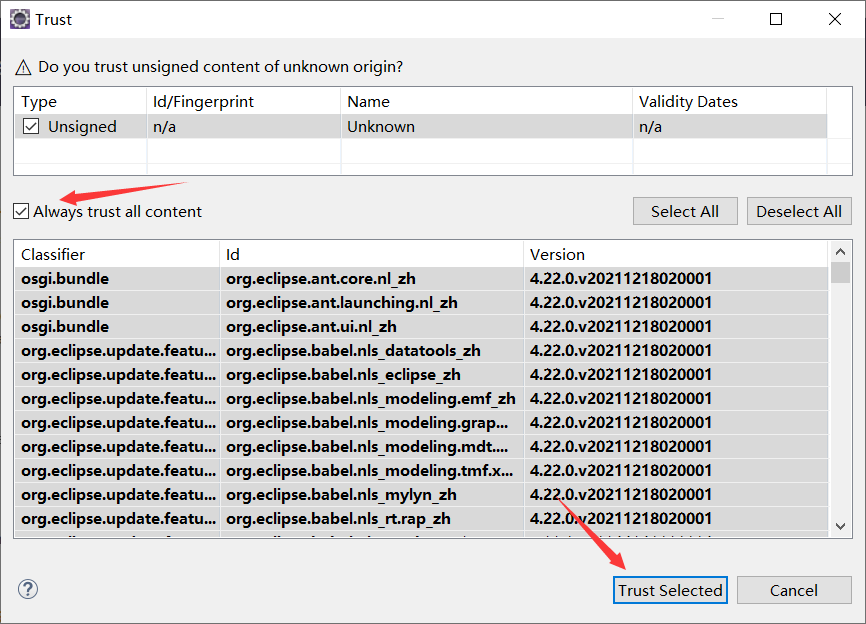 Trust
Do you trust unsigned content of unknown origin?
Type Id/Fingerprint Name Validity Dates
Unsigned n/a Unknown n/a
Always trust all content Select All Deselect All
Classifier Id Version
osgi.bundle org.eclipse.ant.core.nl_zh 4.22.0.v20211218020001
osgi.bundle org.eclipse.ant.launching.nl_zh 4.22.0.v20211218020001
osgi.bundle org.eclipse.ant.ui.nl_zh 4.22.0.v20211218020001
org.eclipse.update.featu... org.eclipse.babel.nls_datatools_zh 4.22.0.v20211218020001
org.eclipse.update.featu... org.eclipse.babel.nls_eclipse_zh 4.22.0.v20211218020001
org.eclipse.update.featu... org.eclipse.babel.nls_modeling.emf_zh 4.22.0.v20211218020001
org.eclipse.update.featu... org.eclipse.babel.nls_modeling.grap... 4.22.0.v20211218020001
org.eclipse.update.featu... org.eclipse.babel.nls_modeling.mdt.... 4.22.0.v20211218020001
org.eclipse.update.featu... org.eclipse.babel.nls_modeling.tmf.x... 4.22.0.v20211218020001
org.eclipse.update.featu... org.eclipse.babel.nls_mylyn_zh 4.22.0.v20211218020001
org.eclipse.update.featu... org.eclipse.babel.nls_rt.rap_zh 4.22.0.v20211218020001
? Trust Selected Cancel